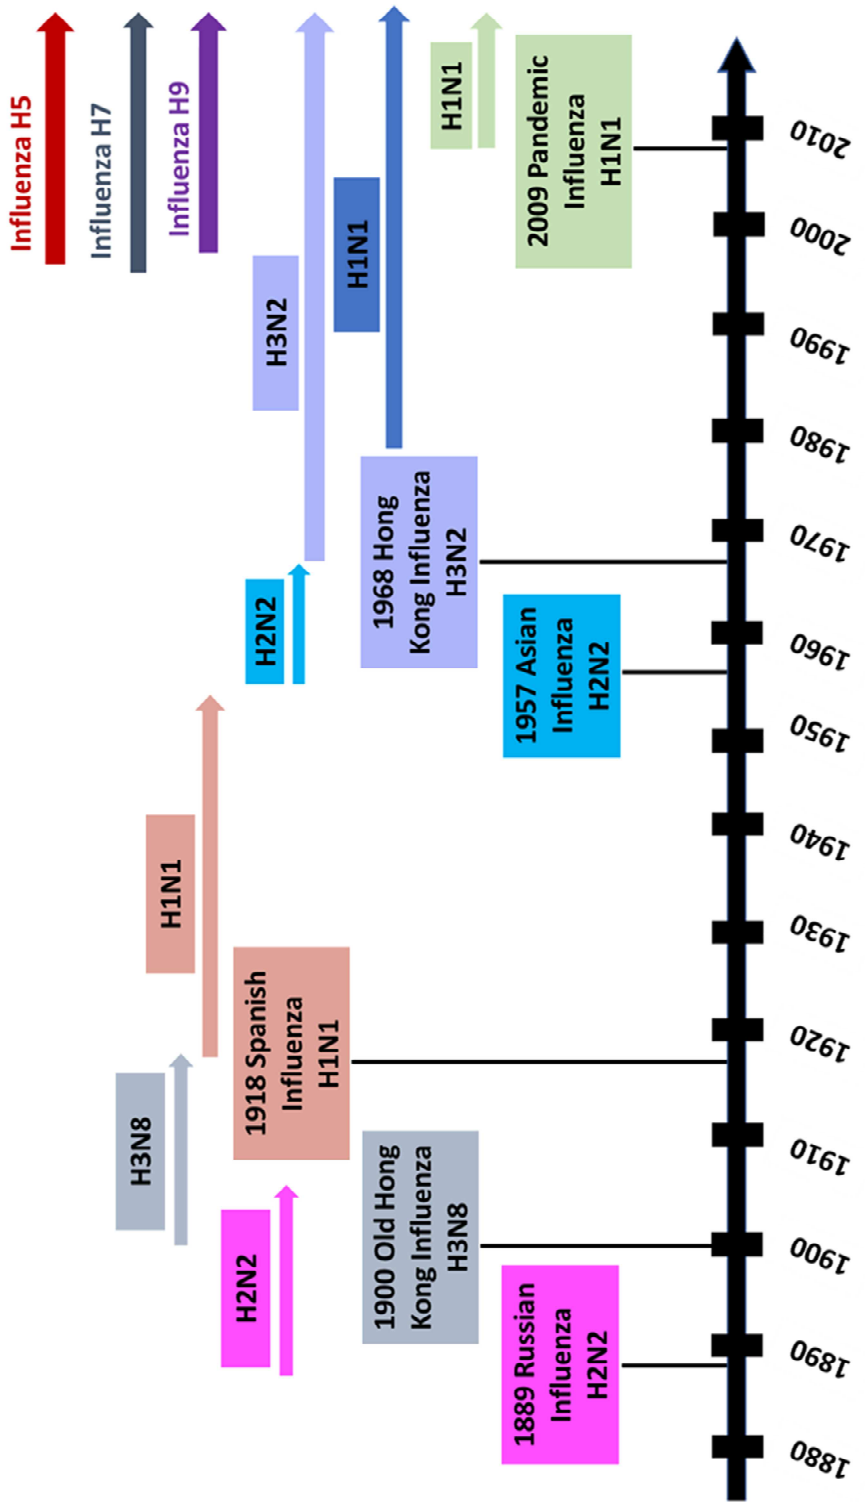 Influenza H5
Influenza H7
Influenza H9
H3N2
H1N1
H1N1
H2N2
H1N1
H3N8
H2N2
1889 Russian
Influenza
H2N2
1900 Old Hong
Kong Influenza
H3N8
1918 Spanish
Influenza
H1N1
1957 Asian
Influenza
H2N2
1968 Hong
Kong Influenza
H3N2
2009 Pandemic
Influenza
H1N1
1880
1890
1900
1910
1920
1930
1940
1950
1960
1970
1980
1990
2000
2010